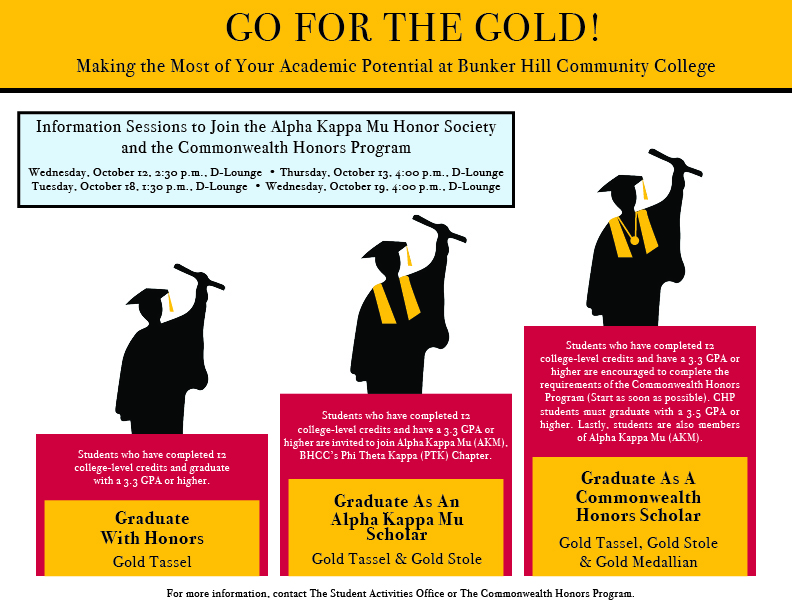 GO FOR THE GOLD!
Making the Most of Your Academic Potential at Bunker Hill Community College
Information Sessions to Join the Alpha Kappa Mu Honor Society
and the Commonwealth Honors Program
Wednesday, October 12, 2:30 p.m., D-Lounge • Thursday, October 13, 4:00 p.m., D-Lounge
Tuesday, October 18, 1:30 p.m., D-Lounge • Wednesday, October 19, 4:00 p.m., D-Lounge
Students who have completed 12
college-level credits and graduate
with a 3.3 GPA or higher.
Graduate
With Honors
Gold Tassel
Students who have completed 12
college-level credits and have a 3.3 GPA or
higher are invited to join Alpha Kappa Mu (AKM),
BHCC's Phi Theta Kappa (PTK) Chapter.
Graduate As An
Alpha Kappa Mu
Scholar
Gold Tassel & Gold Stole
Students who have completed 12
college-level credits and have a 3.3 GPA or
higher are encouraged to complete the
requirements of the Commonwealth Honors
Program (Start as soon as possible). CHP
students must graduate with a 3.5 GPA or
higher. Lastly, students are also members
of Alpha Kappa Mu (AKM).
Graduate As A
Commonwealth
Honors Scholar
Gold Tassel, Gold Stole
& Gold Medallian
For more information, contact The Student Activities Office or The Commonwealth Honors Program.